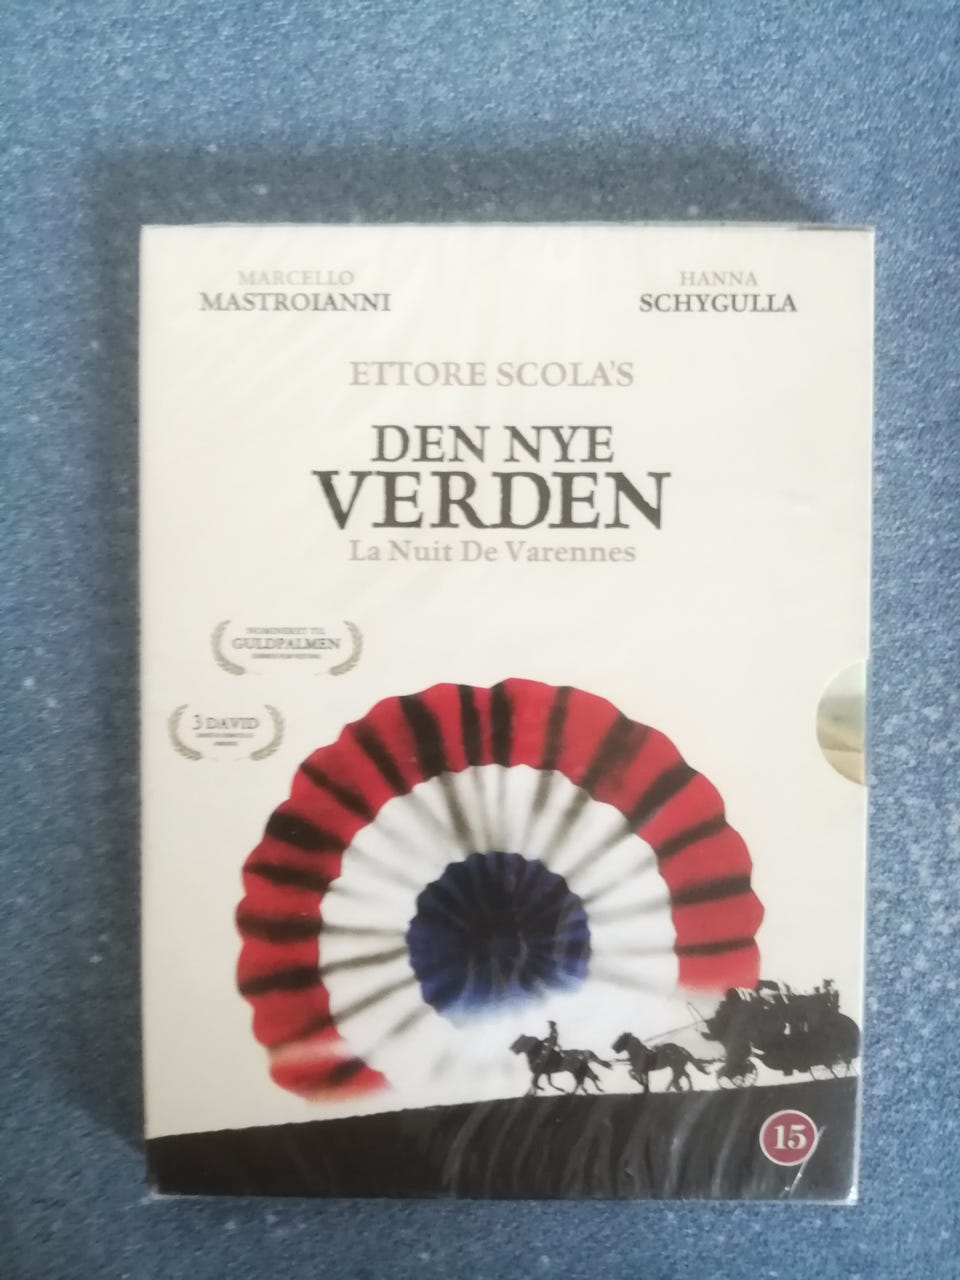 MARCELLO
MASTROIANNI
HANNA
SCHYGULLA
ETTORE SCOLA'S
DEN NYE
VERDEN
La Nuit De Varennes
NOMINERET TIL
GULDPALMEN
3 DAVID
15